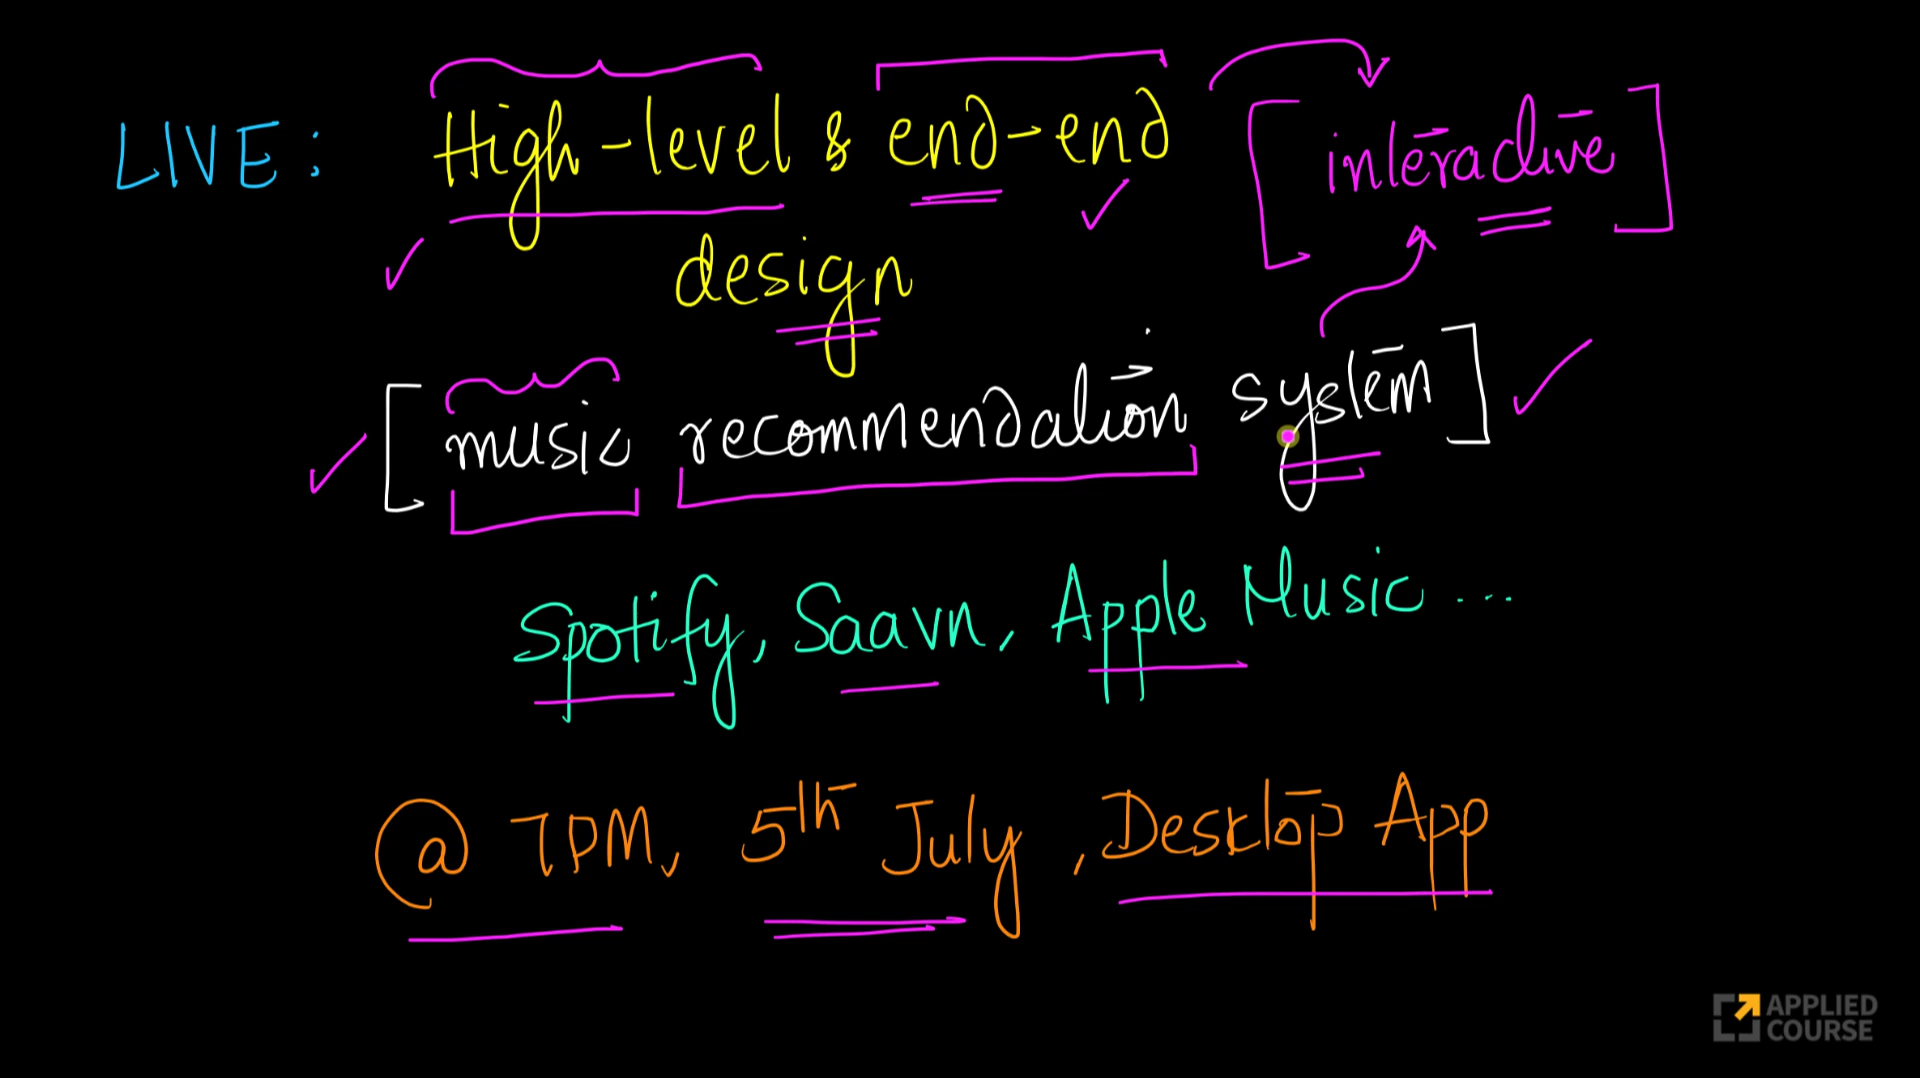 LIVE: High-level & end-end [interactive]
design
[music recommendation system]
Spotify, Saavn, Apple Music ...
@ 7PM, 5th July, Desktop App
APPLIED
COURSE